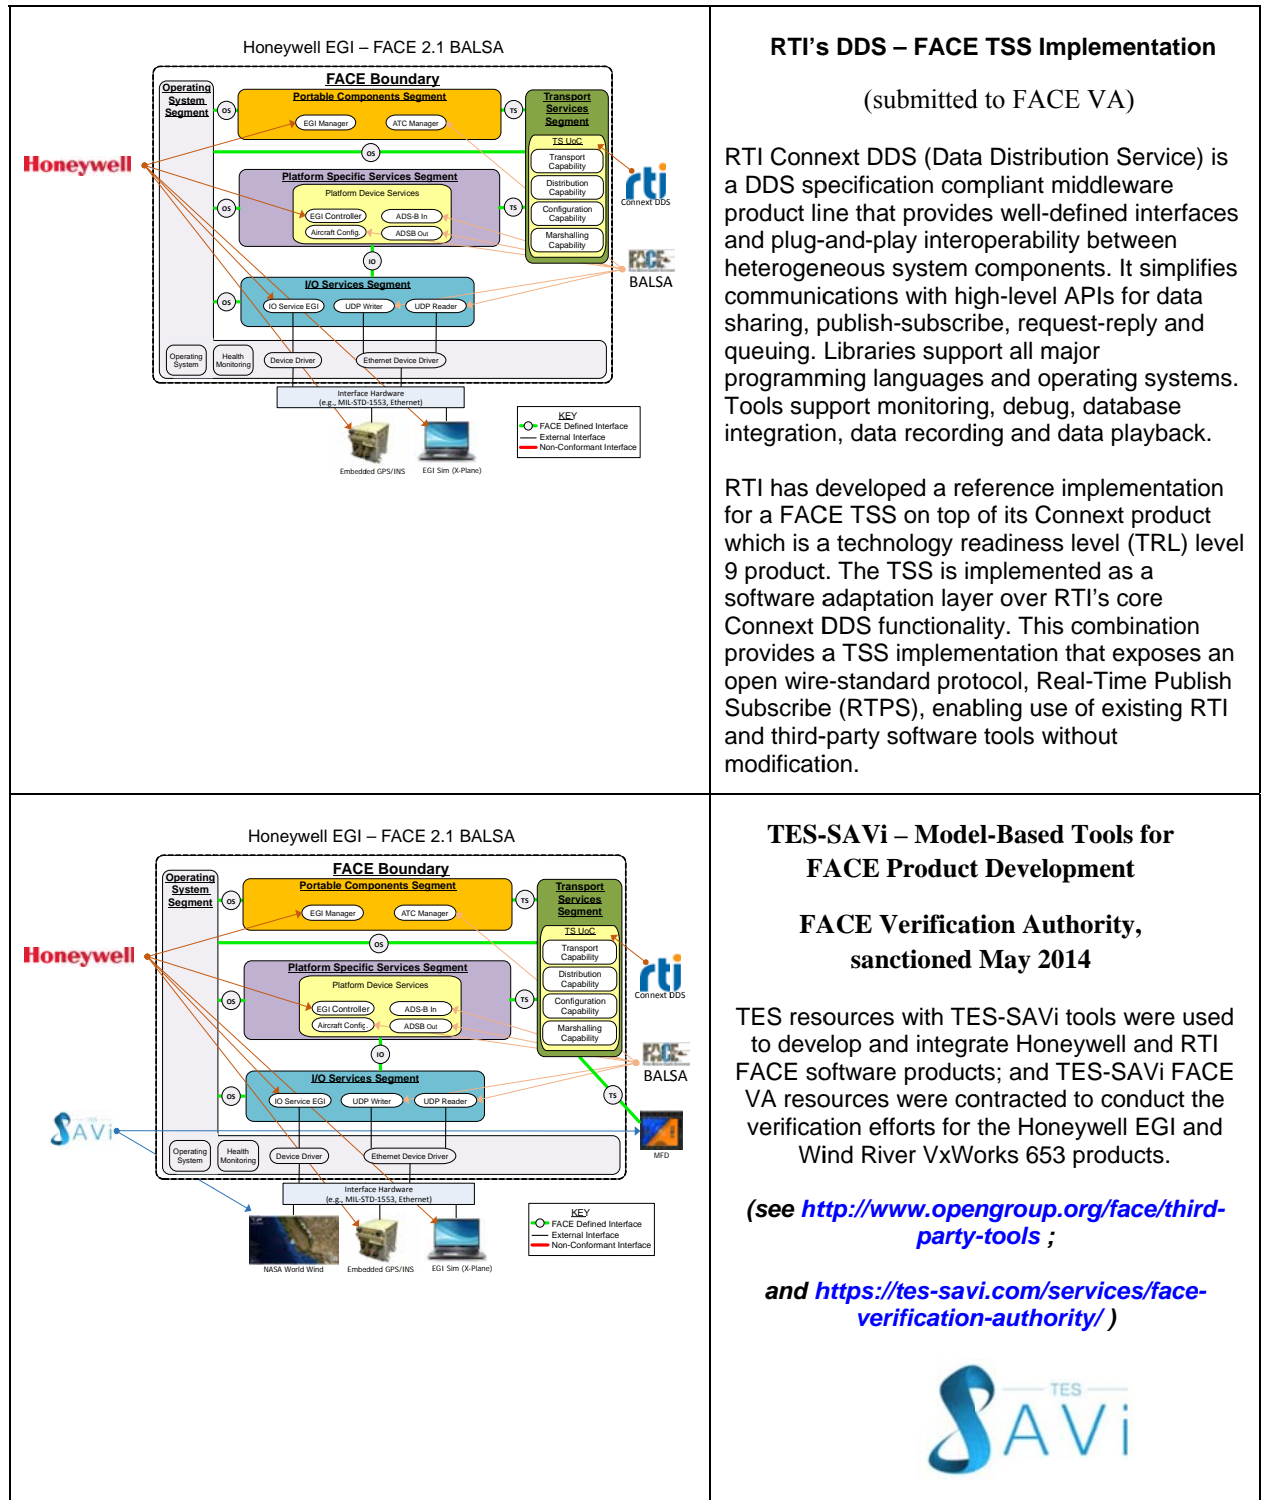 Honeywell EGI – FACE 2.1 BALSA
FACE Boundary
Operating
System
Segment
OS
Portable Components Segment
EGI Manager
ATC Manager
TS
Transport
Services
Segment
OS
TS UoC
Transport
Capability
Distribution
Capability
Configuration
Capability
Marshalling
Capability
Honeywell
rti
Connext DDS
Platform Specific Services Segment
Platform Device Services
OS
EGI Controller
ADS-B In
Aircraft Config.
ADSB Out
TS
IO
FACE
BALSA
I/O Services Segment
OS
IO Service EGI
UDP Writer
UDP Reader
Operating
System
Health
Monitoring
Device Driver
Ethernet Device Driver
Interface Hardware
(e.g., MIL-STD-1553, Ethernet)
Embedded GPS/INS
EGI Sim (X-Plane)
KEY
FACE Defined Interface
External Interface
Non-Conformant Interface
RTI’s DDS – FACE TSS Implementation
(submitted to FACE VA)
RTI Connext DDS (Data Distribution Service) is
a DDS specification compliant middleware
product line that provides well-defined interfaces
and plug-and-play interoperability between
heterogeneous system components. It simplifies
communications with high-level APIs for data
sharing, publish-subscribe, request-reply and
queuing. Libraries support all major
programming languages and operating systems.
Tools support monitoring, debug, database
integration, data recording and data playback.
RTI has developed a reference implementation
for a FACE TSS on top of its Connext product
which is a technology readiness level (TRL) level
9 product. The TSS is implemented as a
software adaptation layer over RTI’s core
Connext DDS functionality. This combination
provides a TSS implementation that exposes an
open wire-standard protocol, Real-Time Publish
Subscribe (RTPS), enabling use of existing RTI
and third-party software tools without
modification.
Honeywell EGI – FACE 2.1 BALSA
FACE Boundary
Operating
System
Segment
OS
Portable Components Segment
EGI Manager
ATC Manager
TS
Transport
Services
Segment
OS
TS UoC
Transport
Capability
Distribution
Capability
Configuration
Capability
Marshalling
Capability
Honeywell
rti
Connext DDS
Platform Specific Services Segment
Platform Device Services
OS
EGI Controller
ADS-B In
Aircraft Config.
ADSB Out
TS
IO
FACE
BALSA
I/O Services Segment
OS
IO Service EGI
UDP Writer
UDP Reader
TS
TES
SAVi
MFD
Operating
System
Health
Monitoring
Device Driver
Ethernet Device Driver
Interface Hardware
(e.g., MIL-STD-1553, Ethernet)
NASA World Wind
Embedded GPS/INS
EGI Sim (X-Plane)
KEY
FACE Defined Interface
External Interface
Non-Conformant Interface
TES-SAVi – Model-Based Tools for
FACE Product Development
FACE Verification Authority,
sanctioned May 2014
TES resources with TES-SAVi tools were used
to develop and integrate Honeywell and RTI
FACE software products; and TES-SAVi FACE
VA resources were contracted to conduct the
verification efforts for the Honeywell EGI and
Wind River VxWorks 653 products.
(see http://www.opengroup.org/face/third-
party-tools ;
and https://tes-savi.com/services/face-
verification-authority/ )
TES
SAVi